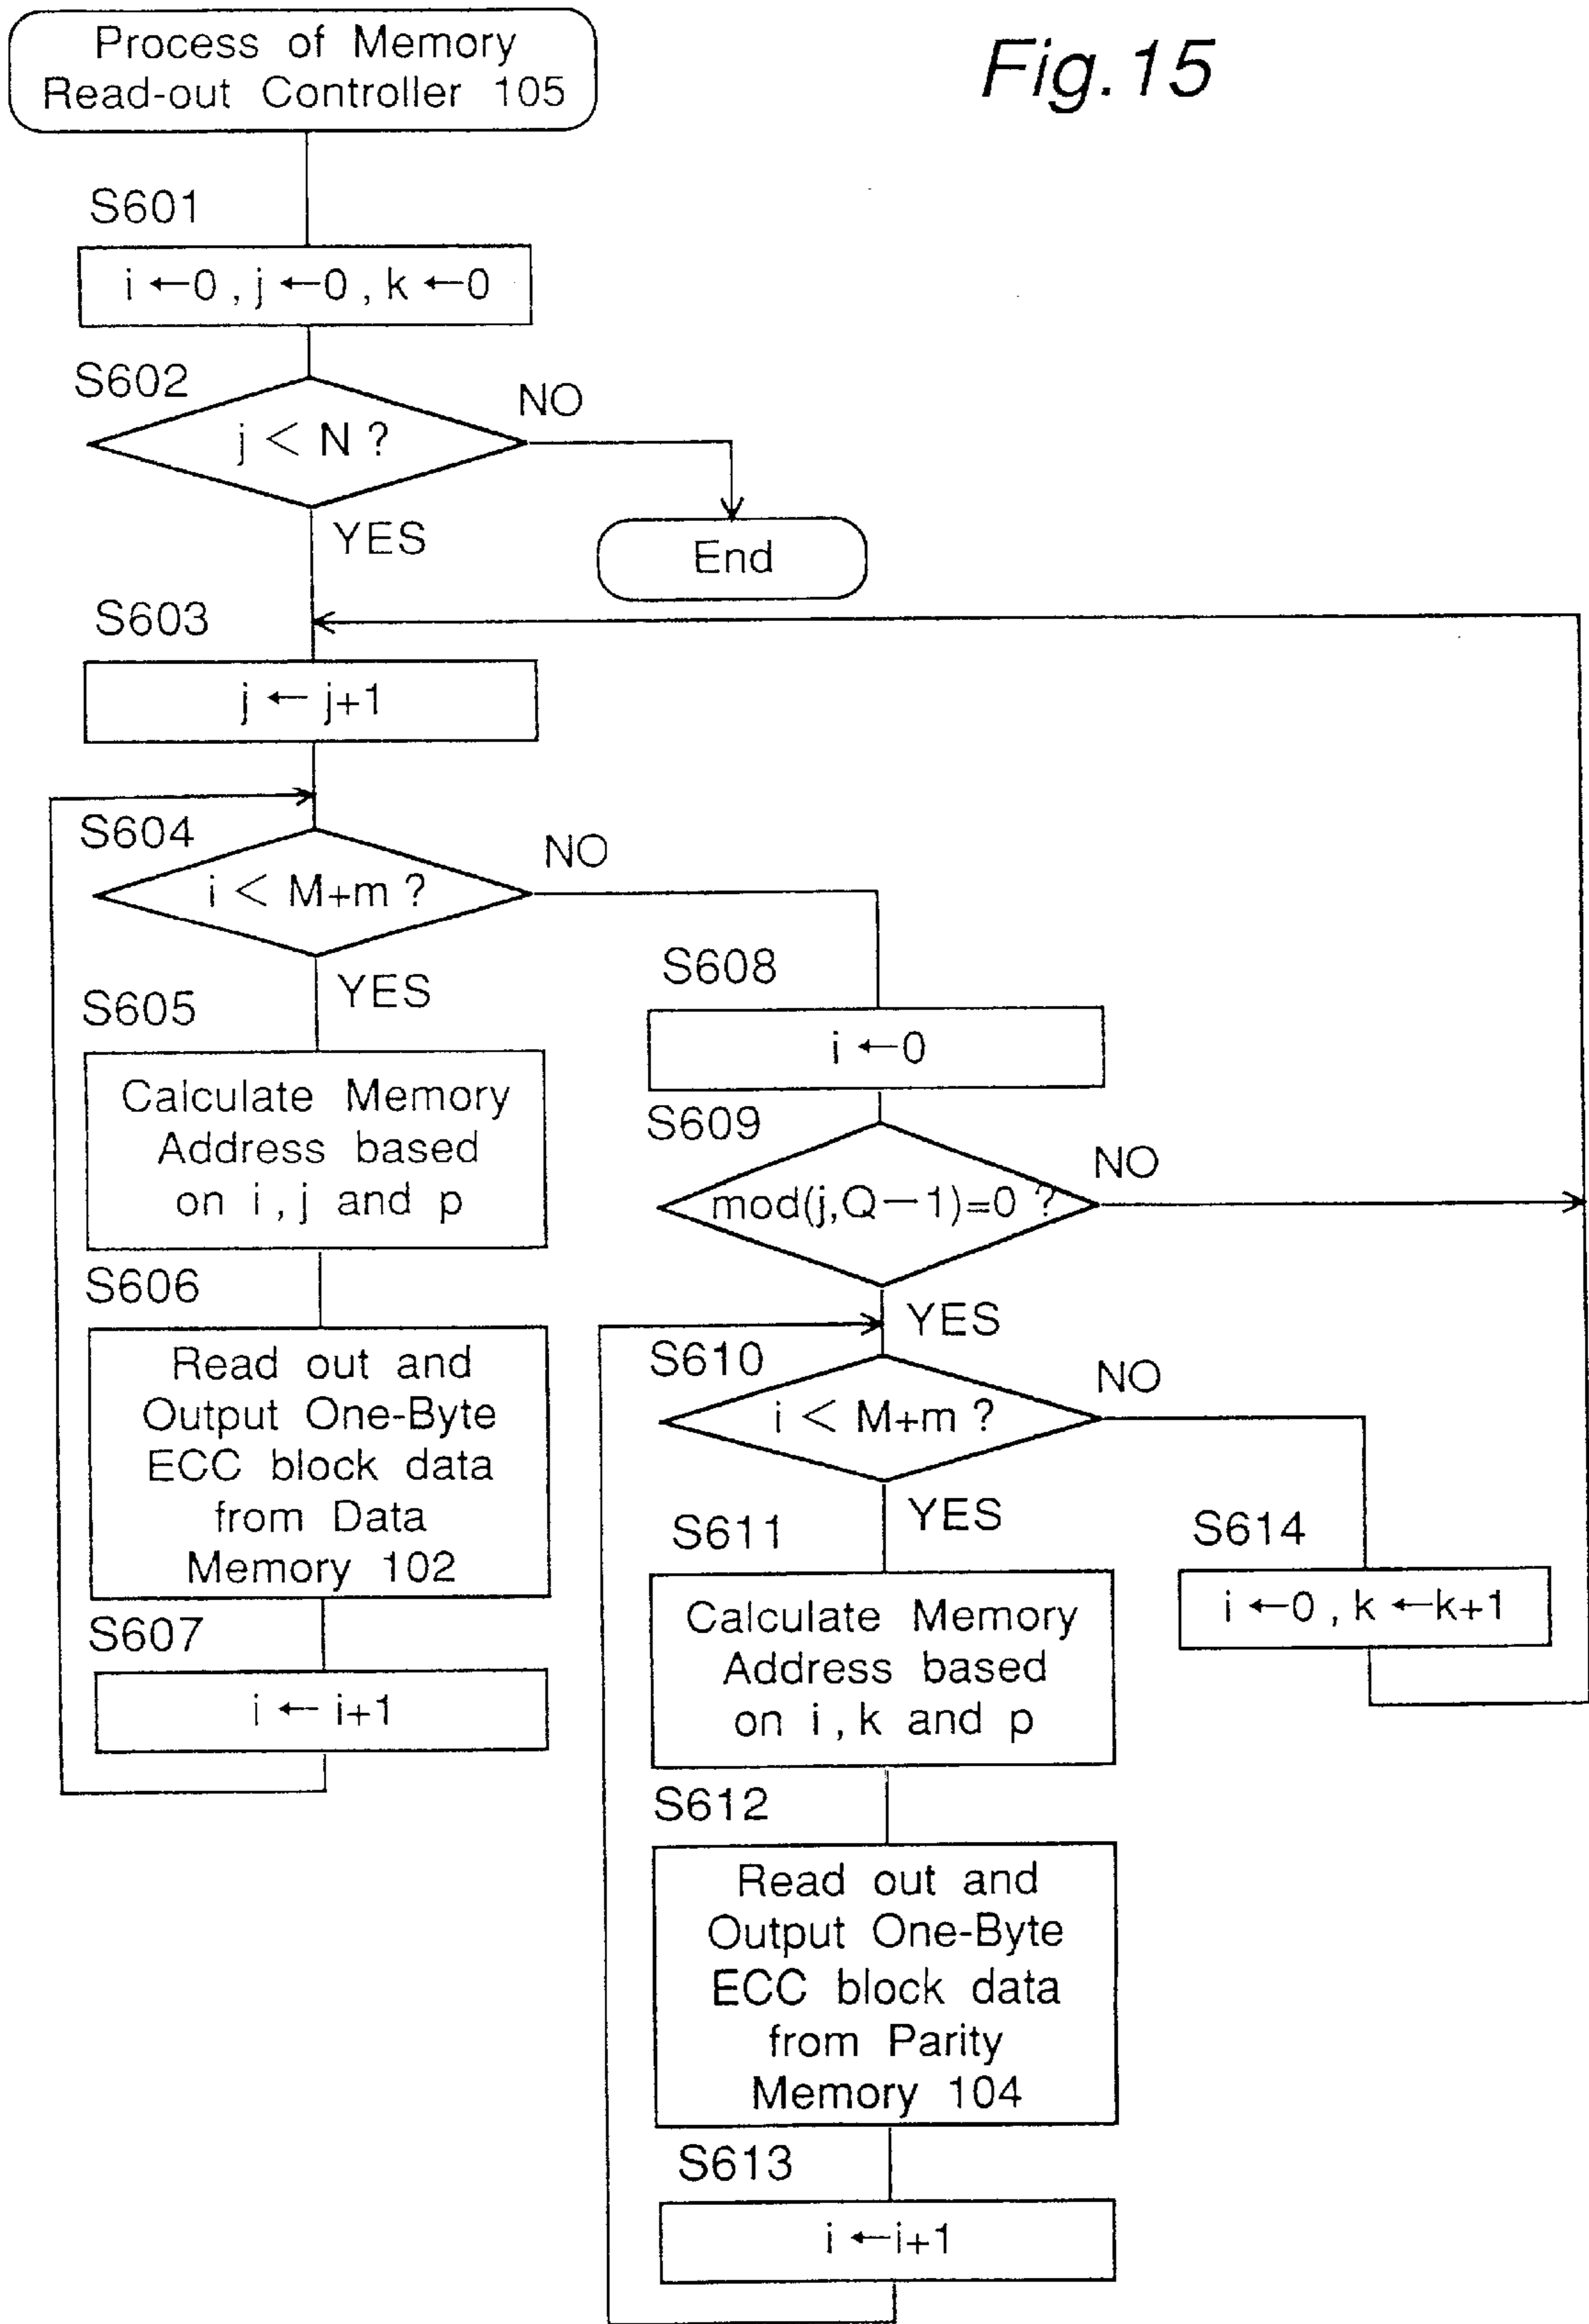 Fig.15
Process of Memory
Read-out Controller 105
S601
i ←0 , j ←0 , k ←0
S602
j < N ?
NO
YES
End
S603
j ← j+1
S604
i < M+m ?
NO
YES
S605
Calculate Memory
Address based
on i , j and p
S606
Read out and
Output One-Byte
ECC block data
from Data
Memory 102
S607
i ← i+1
S608
i ←0
S609
mod(j,Q−1)=0 ?
NO
YES
S610
i < M+m ?
NO
YES
S611
Calculate Memory
Address based
on i , k and p
S612
Read out and
Output One-Byte
ECC block data
from Parity
Memory 104
S613
i ←i+1
S614
i ←0 , k ←k+1